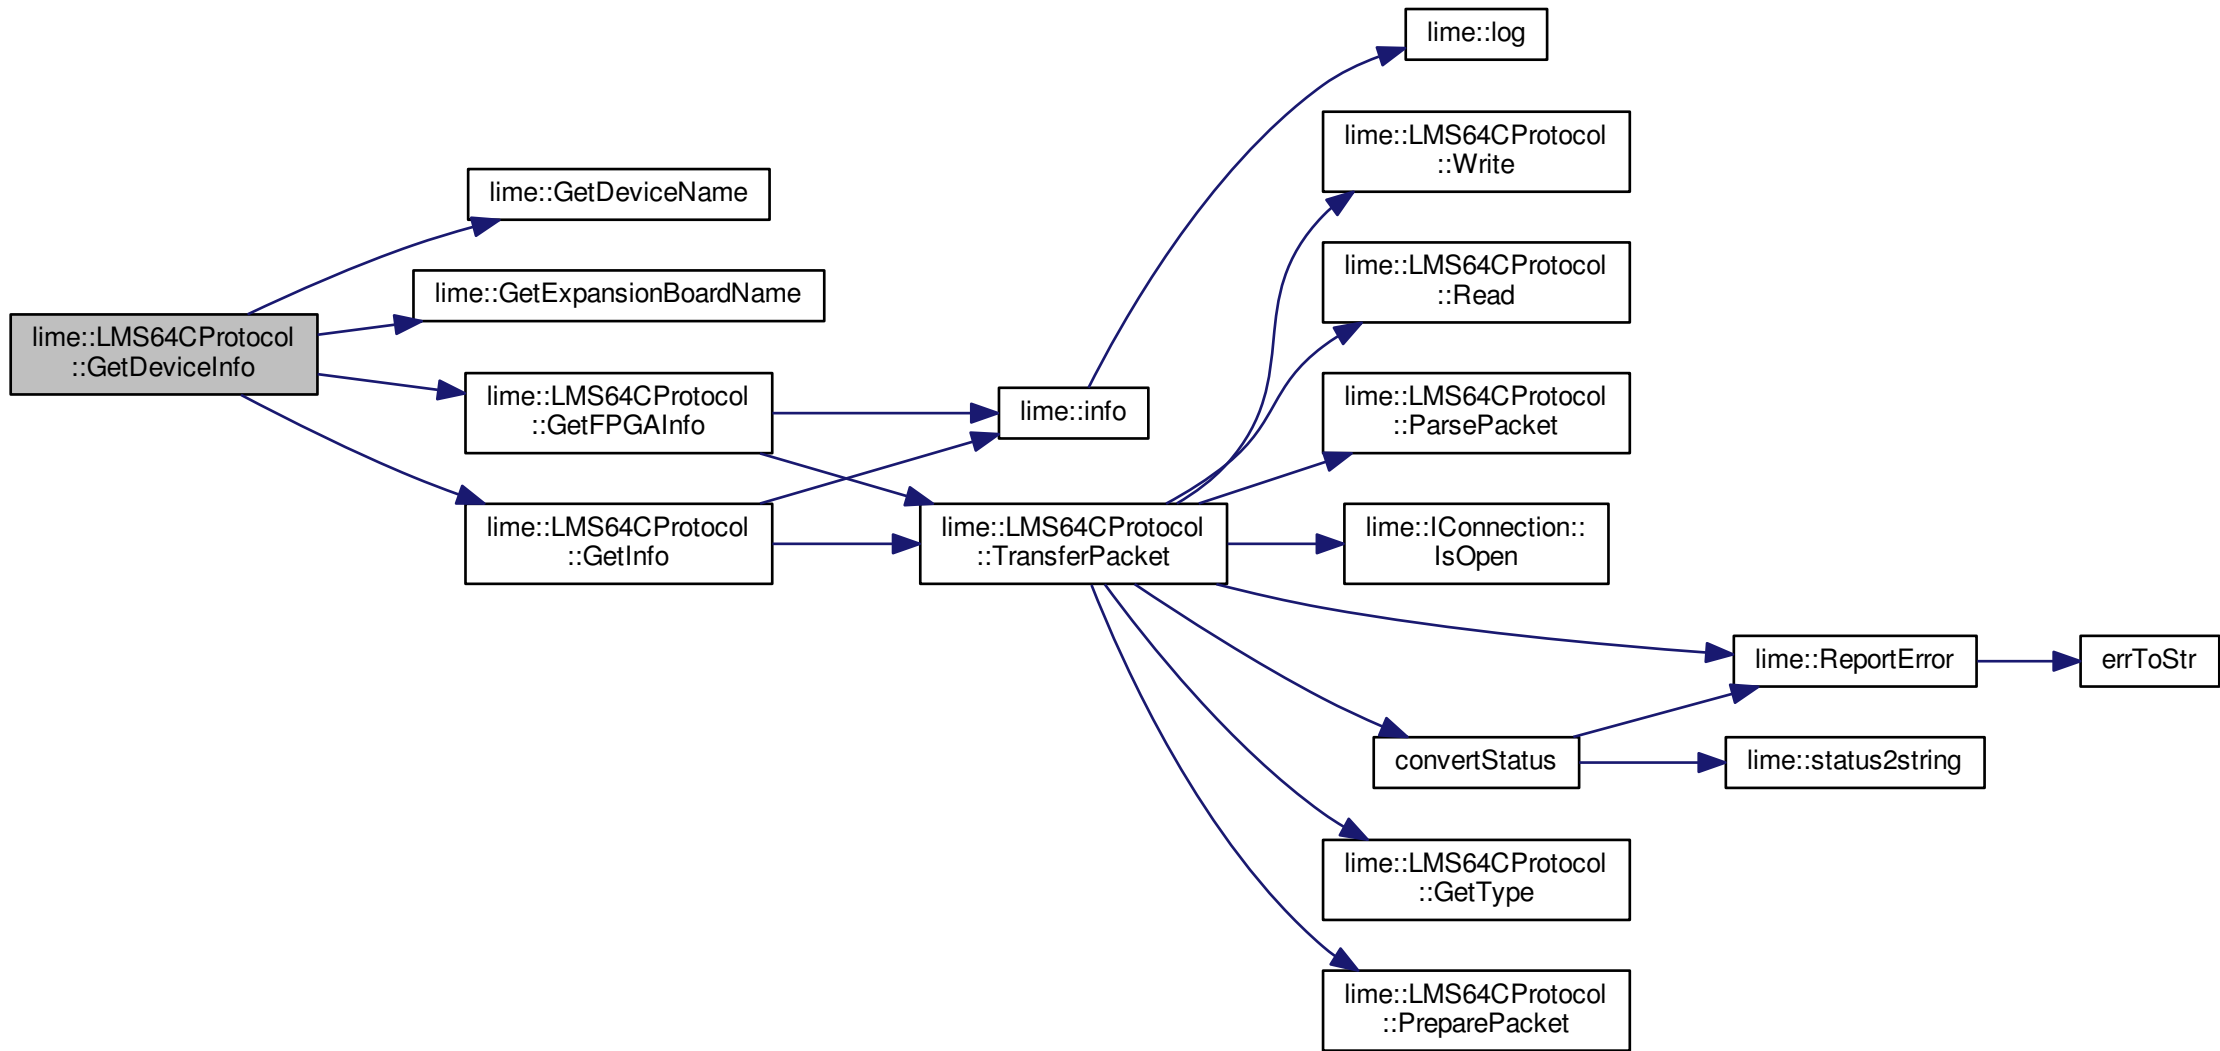 lime::LMS64CProtocol
::GetDeviceInfo
lime::GetDeviceName
lime::GetExpansionBoardName
lime::LMS64CProtocol
::GetFPGAInfo
lime::LMS64CProtocol
::GetInfo
lime::info
lime::LMS64CProtocol
::TransferPacket
lime::log
lime::LMS64CProtocol
::Write
lime::LMS64CProtocol
::Read
lime::LMS64CProtocol
::ParsePacket
lime::IConnection::
IsOpen
lime::ReportError
errToStr
convertStatus
lime::status2string
lime::LMS64CProtocol
::GetType
lime::LMS64CProtocol
::PreparePacket